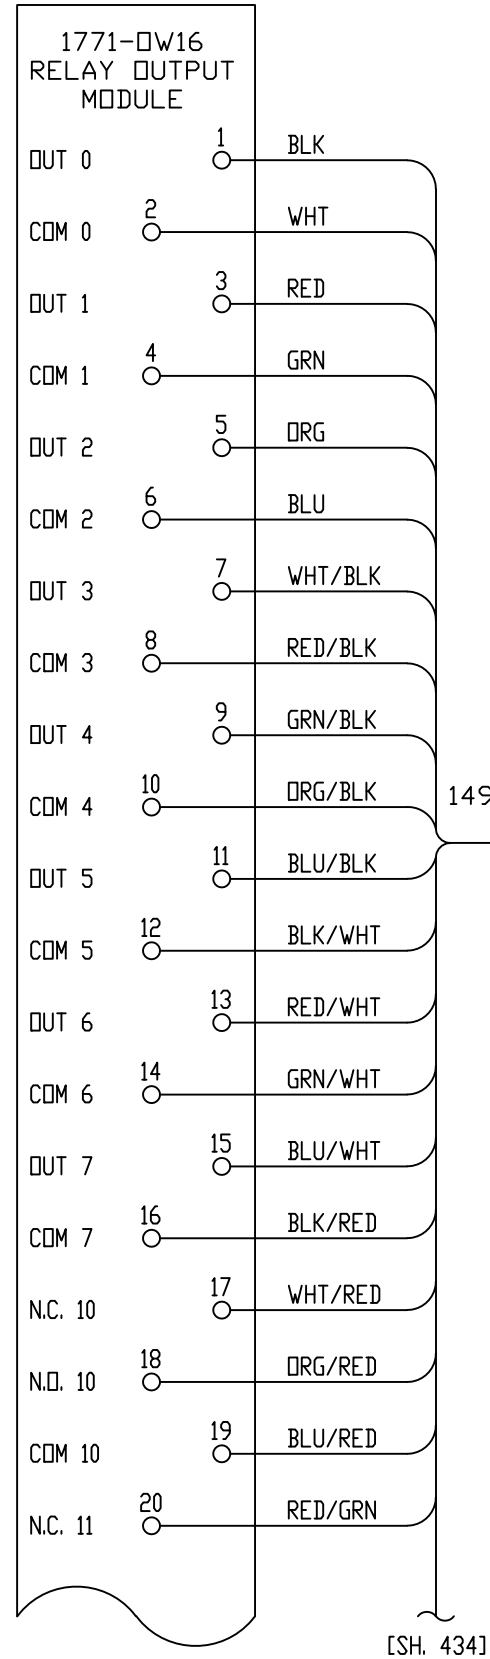 1771-OW16
RELAY OUTPUT
MODULE
OUT 0 1 BLK
COM 0 2 WHT
OUT 1 3 RED
COM 1 4 GRN
OUT 2 5 ORG
COM 2 6 BLU
OUT 3 7 WHT/BLK
COM 3 8 RED/BLK
OUT 4 9 GRN/BLK
COM 4 10 ORG/BLK
149
OUT 5 11 BLU/BLK
COM 5 12 BLK/WHT
OUT 6 13 RED/WHT
COM 6 14 GRN/WHT
OUT 7 15 BLU/WHT
COM 7 16 BLK/RED
N.C. 10 17 WHT/RED
N.O. 10 18 ORG/RED
COM 10 19 BLU/RED
N.C. 11 20 RED/GRN
[SH. 434]